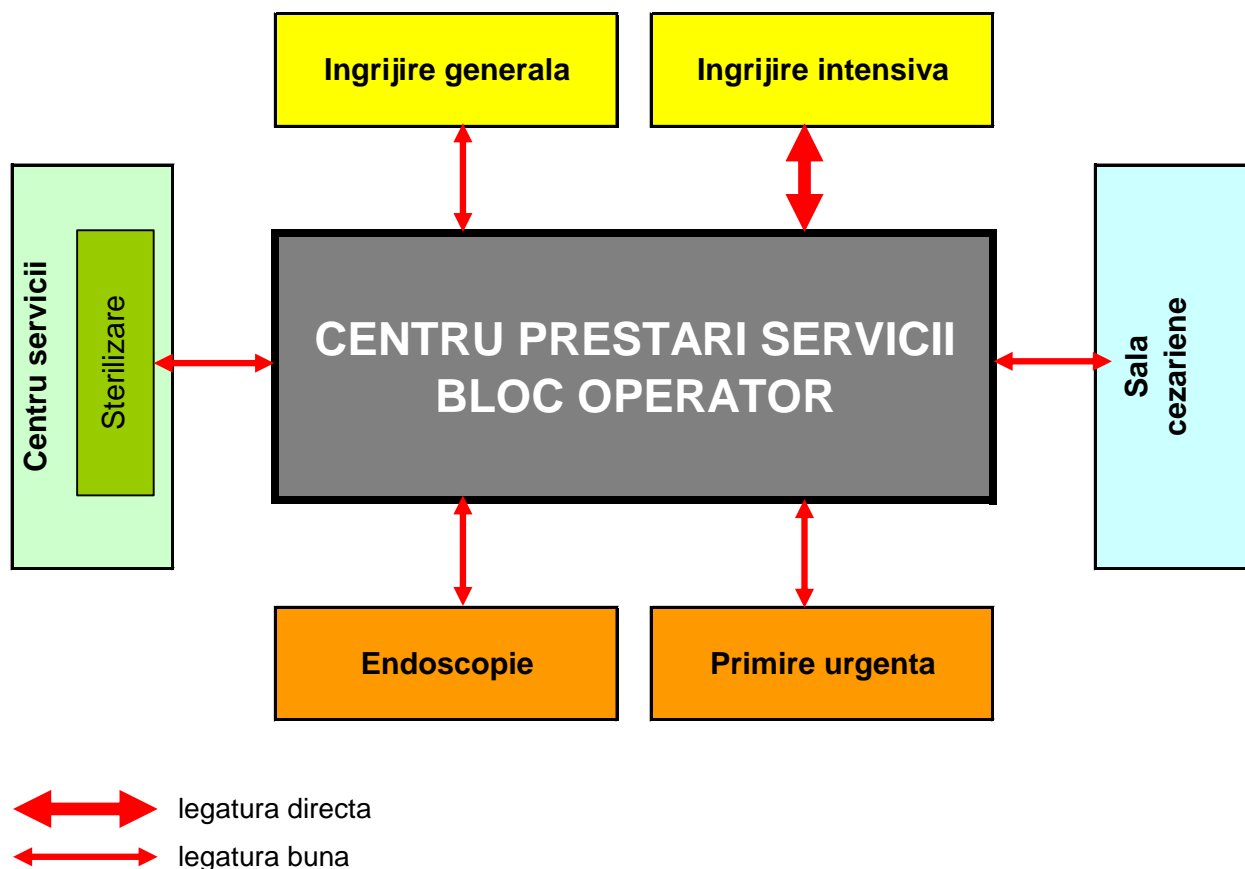 Ingrijire generala
Ingrijire intensiva
Centru servicii
Sterilizare
CENTRU PRESTARI SERVICII
BLOC OPERATOR
Sala
cezariene
Endoscopie
Primire urgenta
legatura directa
legatura buna